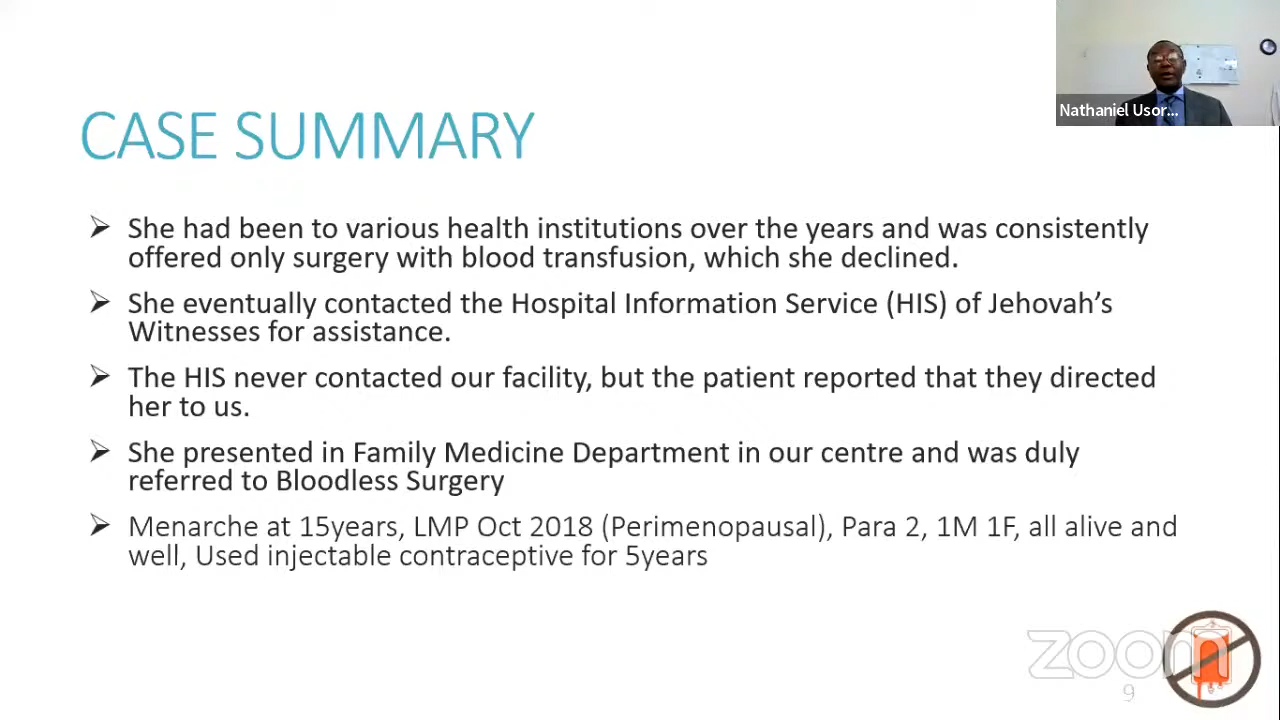 Nathaniel Usor...
CASE SUMMARY
➢ She had been to various health institutions over the years and was consistently
offered only surgery with blood transfusion, which she declined.
➢ She eventually contacted the Hospital Information Service (HIS) of Jehovah’s
Witnesses for assistance.
➢ The HIS never contacted our facility, but the patient reported that they directed
her to us.
➢ She presented in Family Medicine Department in our centre and was duly
referred to Bloodless Surgery
➢ Menarche at 15years, LMP Oct 2018 (Perimenopausal), Para 2, 1M 1F, all alive and
well, Used injectable contraceptive for 5years
zoom
9